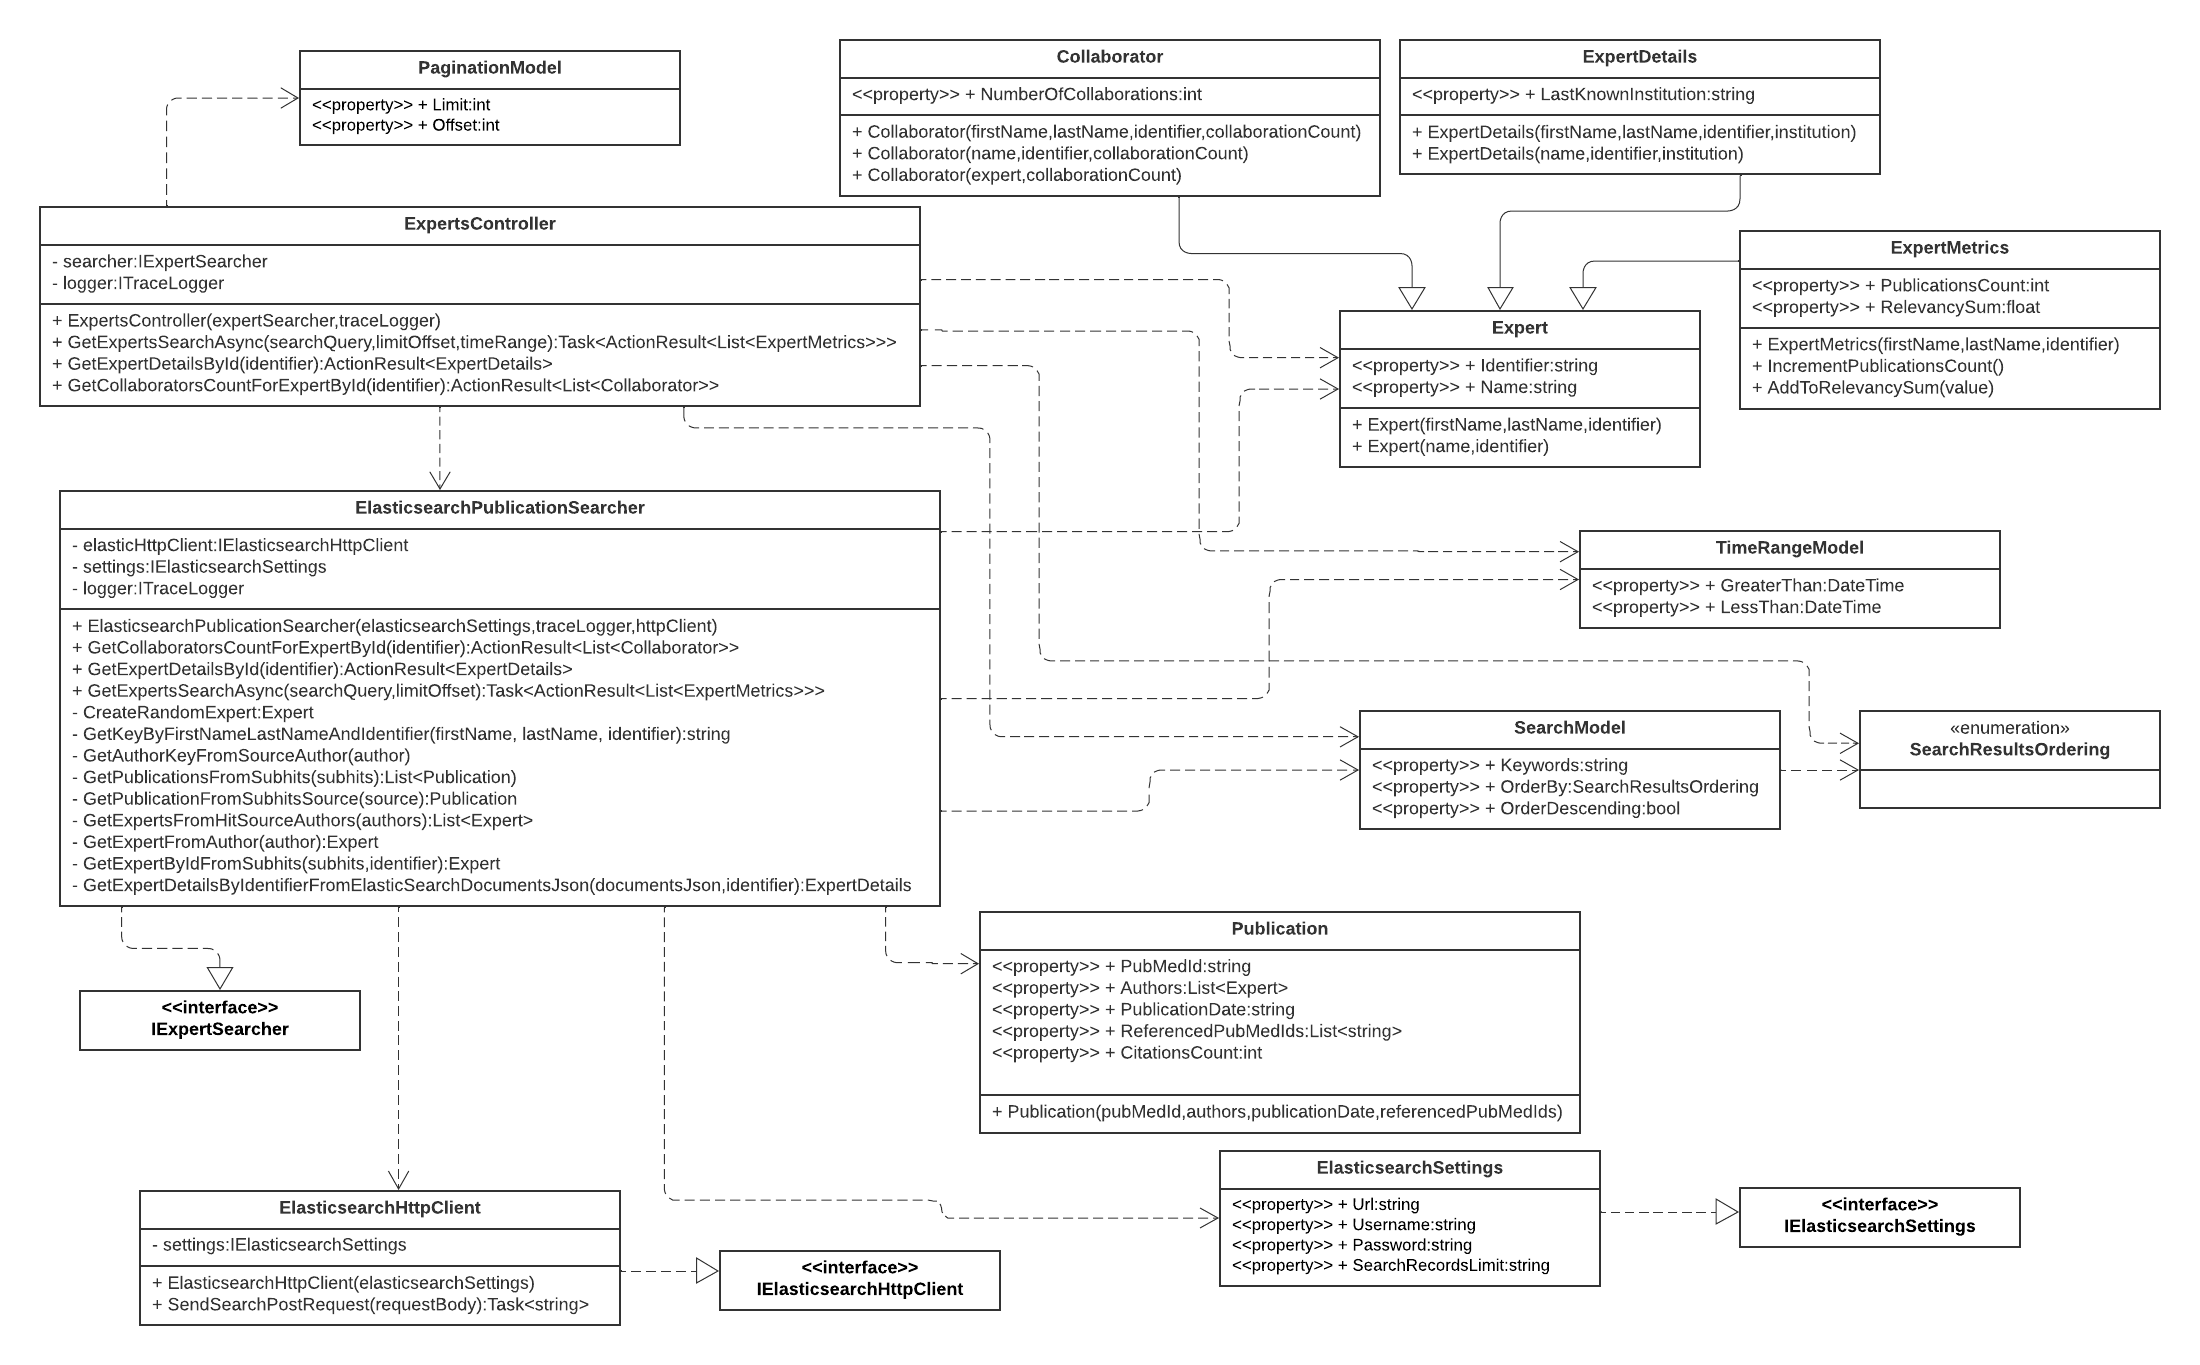 PaginationModel
<<property>> + Limit:int
<<property>> + Offset:int
Collaborator
<<property>> + NumberOfCollaborations:int
+ Collaborator(firstName,lastName,identifier,collaborationCount)
+ Collaborator(name,identifier,collaborationCount)
+ Collaborator(expert,collaborationCount)
ExpertDetails
<<property>> + LastKnownInstitution:string
+ ExpertDetails(firstName,lastName,identifier,institution)
+ ExpertDetails(name,identifier,institution)
ExpertsController
- searcher:IExpertSearcher
- logger:ITraceLogger
+ ExpertsController(expertSearcher,traceLogger)
+ GetExpertsSearchAsync(searchQuery,limitOffset,timeRange):Task<ActionResult<List<ExpertMetrics>>>
+ GetExpertDetailsById(identifier):ActionResult<ExpertDetails>
+ GetCollaboratorsCountForExpertById(identifier):ActionResult<List<Collaborator>>
ExpertMetrics
<<property>> + PublicationsCount:int
<<property>> + RelevancySum:float
+ ExpertMetrics(firstName,lastName,identifier)
+ IncrementPublicationsCount()
+ AddToRelevancySum(value)
Expert
<<property>> + Identifier:string
<<property>> + Name:string
+ Expert(firstName,lastName,identifier)
+ Expert(name,identifier)
ElasticsearchPublicationSearcher
- elasticHttpClient:IElasticsearchHttpClient
- settings:IElasticsearchSettings
- logger:ITraceLogger
+ ElasticsearchPublicationSearcher(elasticsearchSettings,traceLogger,httpClient)
+ GetCollaboratorsCountForExpertById(identifier):ActionResult<List<Collaborator>>
+ GetExpertDetailsById(identifier):ActionResult<ExpertDetails>
+ GetExpertsSearchAsync(searchQuery,limitOffset):Task<ActionResult<List<ExpertMetrics>>>
- CreateRandomExpert:Expert
- GetKeyByFirstNameLastNameAndIdentifier(firstName, lastName, identifier):string
- GetAuthorKeyFromSourceAuthor(author)
- GetPublicationsFromSubhits(subhits):List<Publication)
- GetPublicationFromSubhitsSource(source):Publication
- GetExpertsFromHitSourceAuthors(authors):List<Expert>
- GetExpertFromAuthor(author):Expert
- GetExpertByIdFromSubhits(subhits,identifier):Expert
- GetExpertDetailsByIdentifierFromElasticSearchDocumentsJson(documentsJson,identifier):ExpertDetails
TimeRangeModel
<<property>> + GreaterThan:DateTime
<<property>> + LessThan:DateTime
SearchModel
<<property>> + Keywords:string
<<property>> + OrderBy:SearchResultsOrdering
<<property>> + OrderDescending:bool
«enumeration»
SearchResultsOrdering
Publication
<<property>> + PubMedId:string
<<property>> + Authors:List<Expert>
<<property>> + PublicationDate:string
<<property>> + ReferencedPubMedIds:List<string>
<<property>> + CitationsCount:int
+ Publication(pubMedId,authors,publicationDate,referencedPubMedIds)
<<interface>>
IExpertSearcher
ElasticsearchHttpClient
- settings:IElasticsearchSettings
+ ElasticsearchHttpClient(elasticsearchSettings)
+ SendSearchPostRequest(requestBody):Task<string>
<<interface>>
IElasticsearchHttpClient
ElasticsearchSettings
<<property>> + Url:string
<<property>> + Username:string
<<property>> + Password:string
<<property>> + SearchRecordsLimit:string
<<interface>>
IElasticsearchSettings